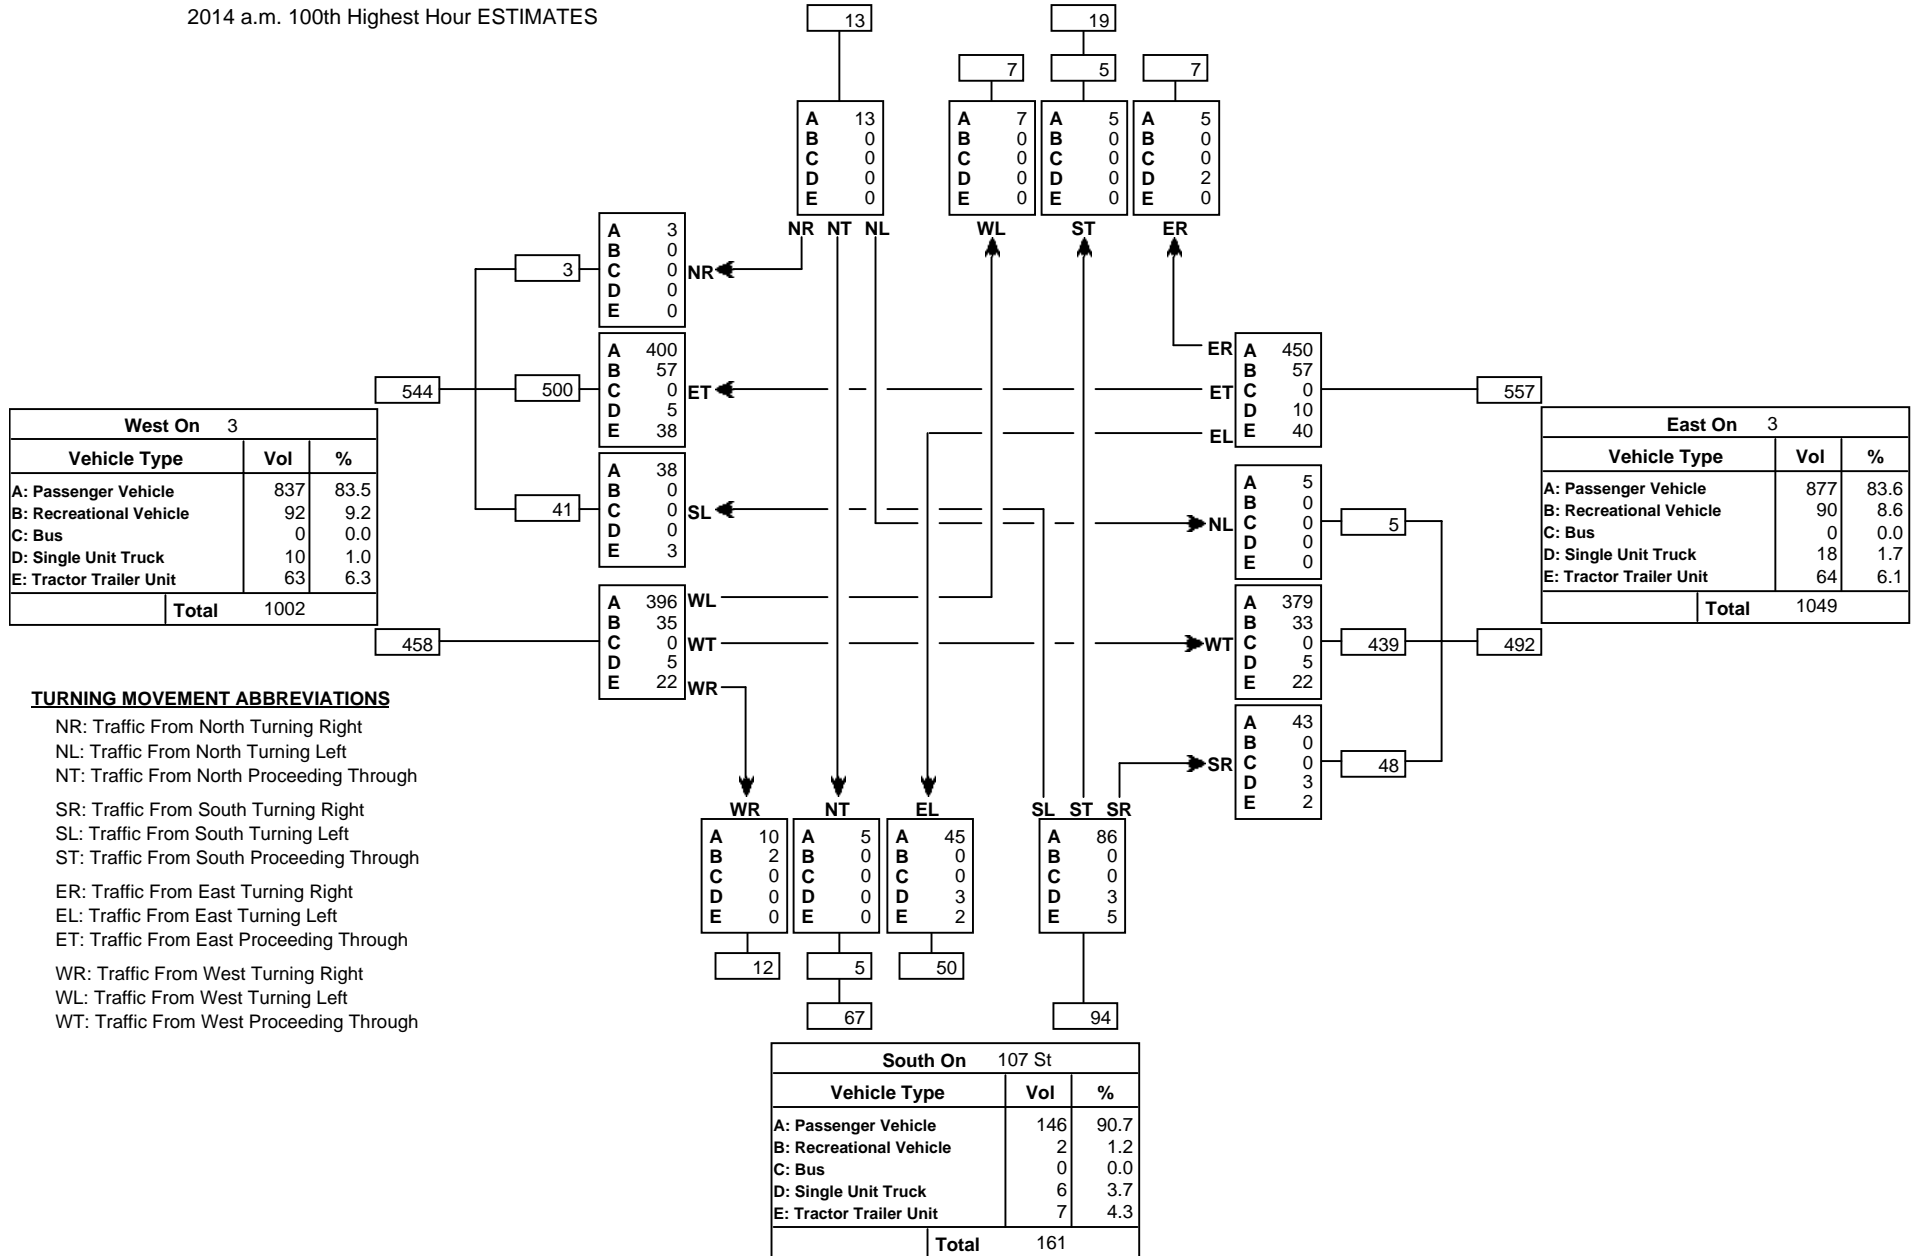 2014 a.m. 100th Highest Hour ESTIMATES
13
19
7
5
7
A 13
B 0
C 0
D 0
E 0
A 7
B 0
C 0
D 0
E 0
A 5
B 0
C 0
D 0
E 0
A 5
B 0
C 0
D 2
E 0
NR NT NL
WL
ST
ER
A 3
B 0
C 0
D 0
E 0
3
NR
A 400
B 57
C 0
D 5
E 38
544
500
ET
A 38
B 0
C 0
D 0
E 3
41
SL
A 396
B 35
C 0
D 5
E 22
WL
WT
WR
458
ER
ET
EL
A 450
B 57
C 0
D 10
E 40
557
A 5
B 0
C 0
D 0
E 0
NL
5
A 379
B 33
C 0
D 5
E 22
WT
439
492
A 43
B 0
C 0
D 3
E 2
SR
48
West On 3
Vehicle Type Vol %
A: Passenger Vehicle 837 83.5
B: Recreational Vehicle 92 9.2
C: Bus 0 0.0
D: Single Unit Truck 10 1.0
E: Tractor Trailer Unit 63 6.3
Total 1002
East On 3
Vehicle Type Vol %
A: Passenger Vehicle 877 83.6
B: Recreational Vehicle 90 8.6
C: Bus 0 0.0
D: Single Unit Truck 18 1.7
E: Tractor Trailer Unit 64 6.1
Total 1049
TURNING MOVEMENT ABBREVIATIONS
NR: Traffic From North Turning Right
NL: Traffic From North Turning Left
NT: Traffic From North Proceeding Through
SR: Traffic From South Turning Right
SL: Traffic From South Turning Left
ST: Traffic From South Proceeding Through
ER: Traffic From East Turning Right
EL: Traffic From East Turning Left
ET: Traffic From East Proceeding Through
WR: Traffic From West Turning Right
WL: Traffic From West Turning Left
WT: Traffic From West Proceeding Through
WR
NT
EL
SL ST SR
A 10
B 2
C 0
D 0
E 0
A 5
B 0
C 0
D 0
E 0
A 45
B 0
C 0
D 3
E 2
A 86
B 0
C 0
D 3
E 5
12
5
50
67
94
South On 107 St
Vehicle Type Vol %
A: Passenger Vehicle 146 90.7
B: Recreational Vehicle 2 1.2
C: Bus 0 0.0
D: Single Unit Truck 6 3.7
E: Tractor Trailer Unit 7 4.3
Total 161